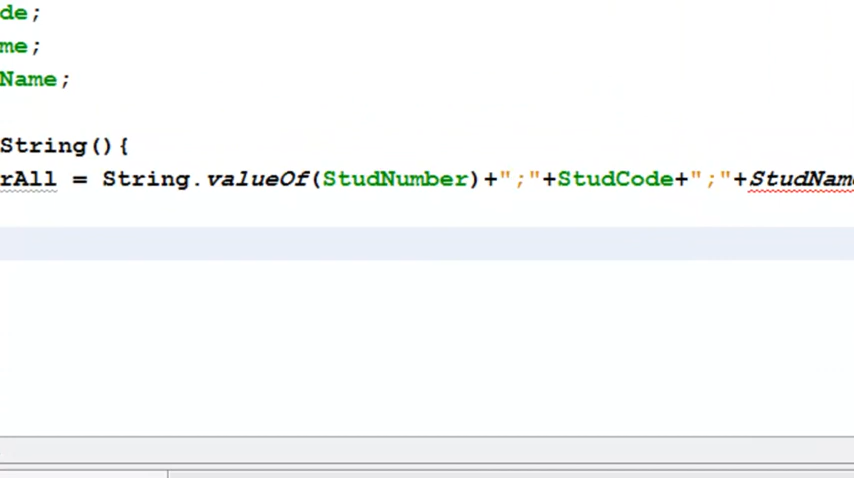 de;
me;
Name;
String(){
rAll = String.valueOf(StudNumber)+";"+StudCode+";"+StudNam